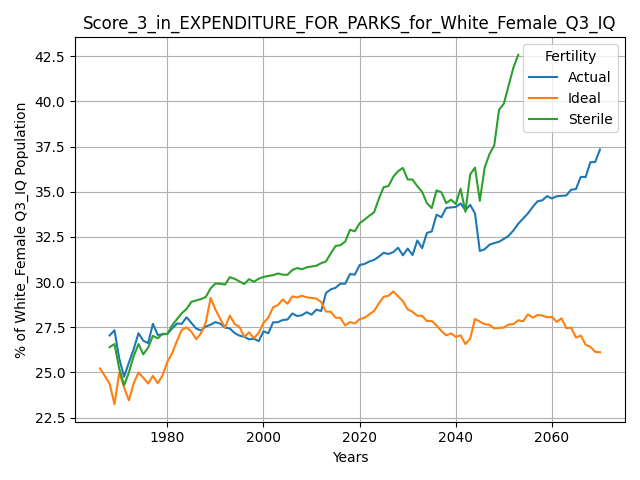 Score_3_in_EXPENDITURE_FOR_PARKS_for_White_Female_Q3_IQ
% of White_Female Q3_IQ Population
42.5
40.0
37.5
35.0
32.5
30.0
27.5
25.0
22.5
Fertility
Actual
Ideal
Sterile
1980
2000
2020
2040
2060
Years